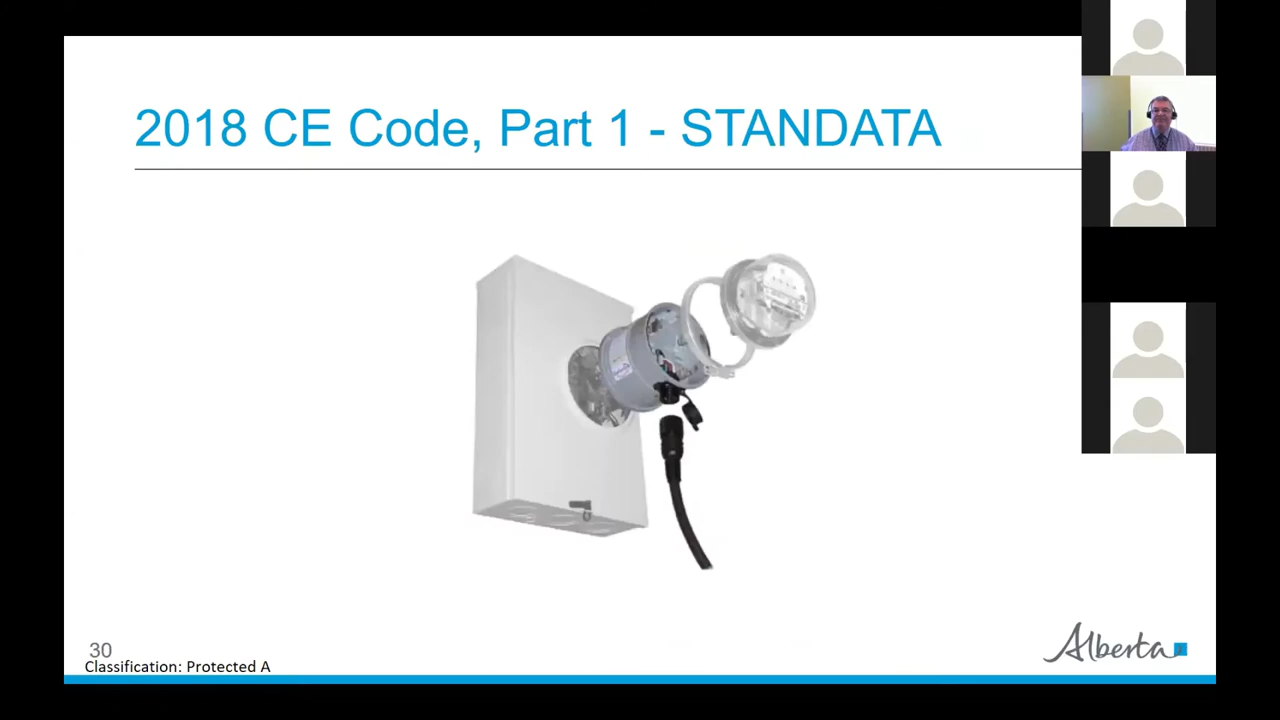 2018 CE Code, Part 1 - STANDATA
30
Classification: Protected A
Alberta